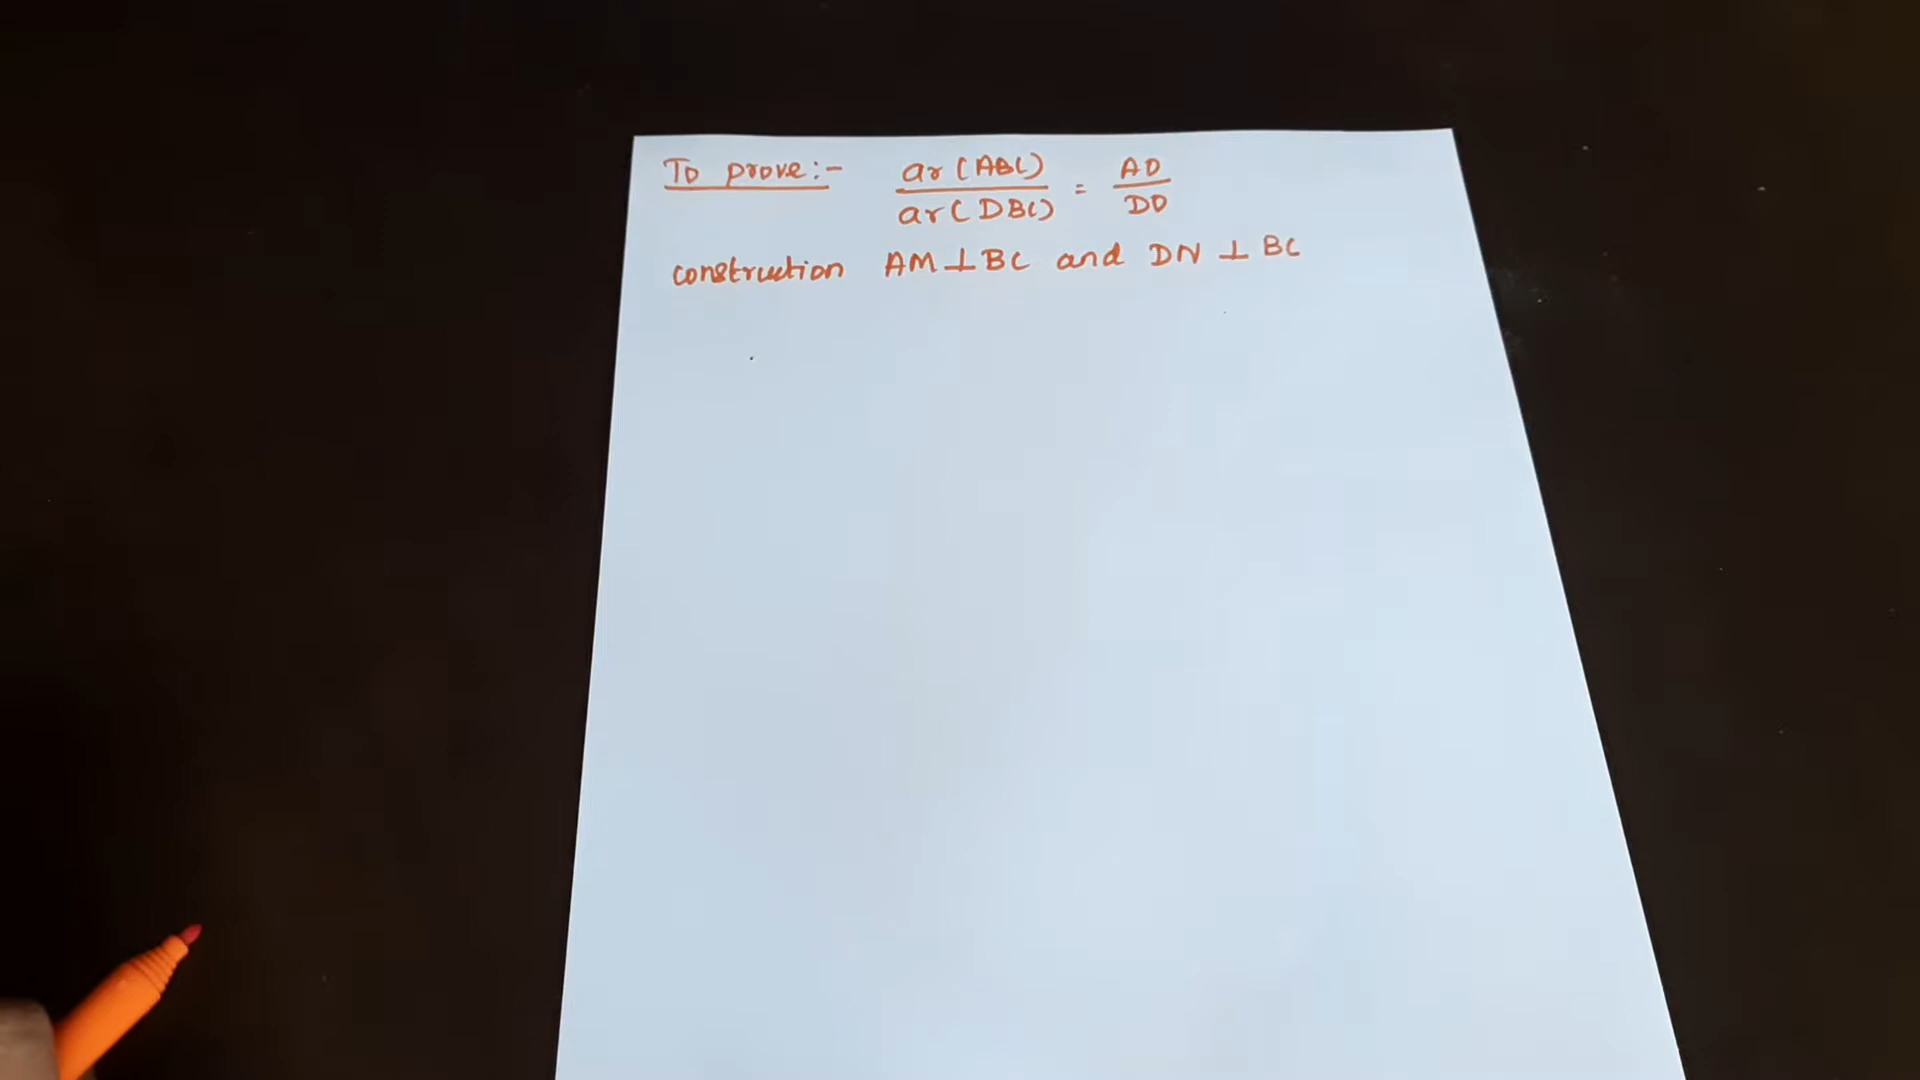 To prove:- ar(ABC)/ar(DBC) = AO/DO
construction AM⊥BC and DN ⊥ BC